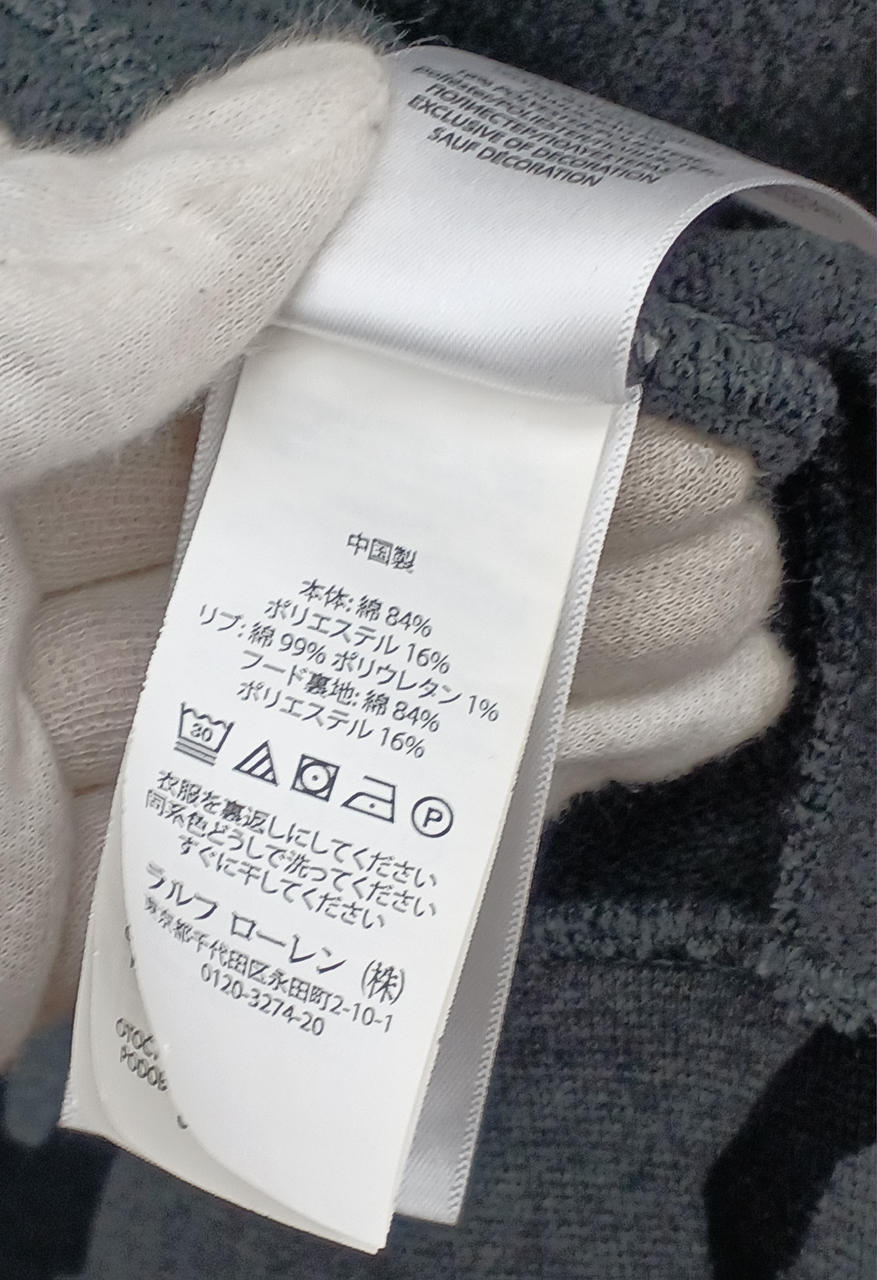 EXCLUSIVE OF DECORATION
SAUF DECORATION
中国製
本体: 綿 84%
ポリエステル 16%
リブ: 綿 99% ポリウレタン 1%
フード裏地: 綿 84%
ポリエステル 16%
30
P
衣服を裏返しにしてください
同系色どうしで洗ってください
すぐに干してください
ラルフ ローレン (株)
東京都千代田区永田町2-10-1
0120-3274-20